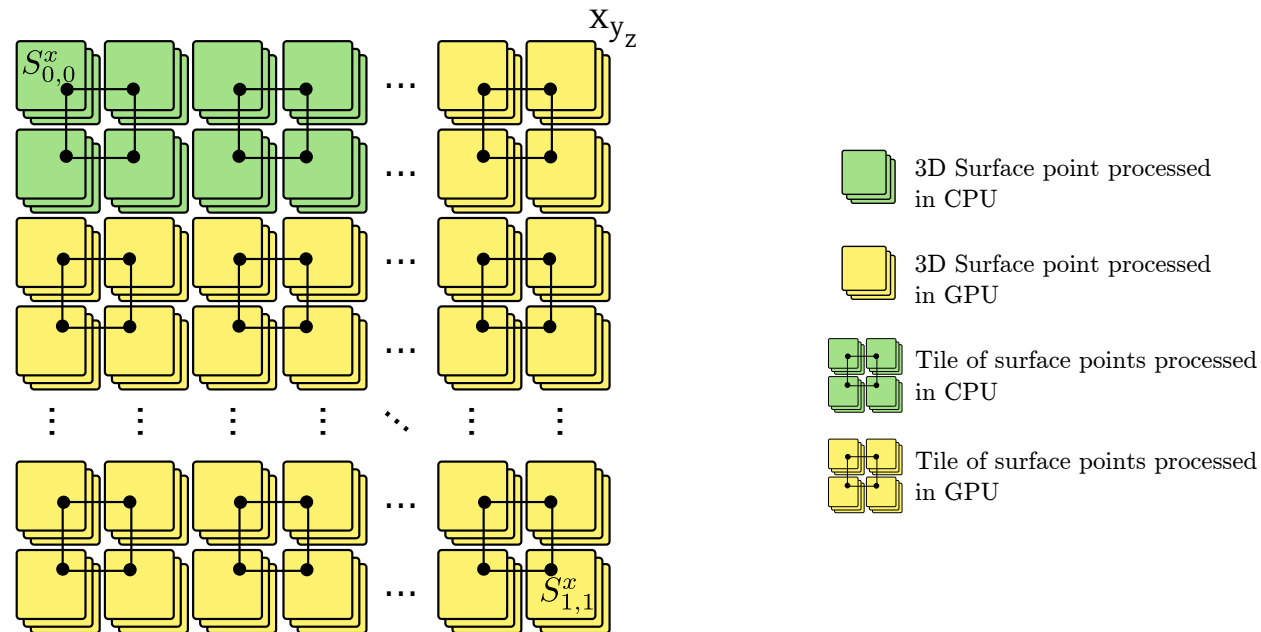 x_{y_z}
S^x_{0,0}
...
...
...
...
...
...
S^x_{1,1}
...
3D Surface point processed
in CPU
3D Surface point processed
in GPU
Tile of surface points processed
in CPU
Tile of surface points processed
in GPU